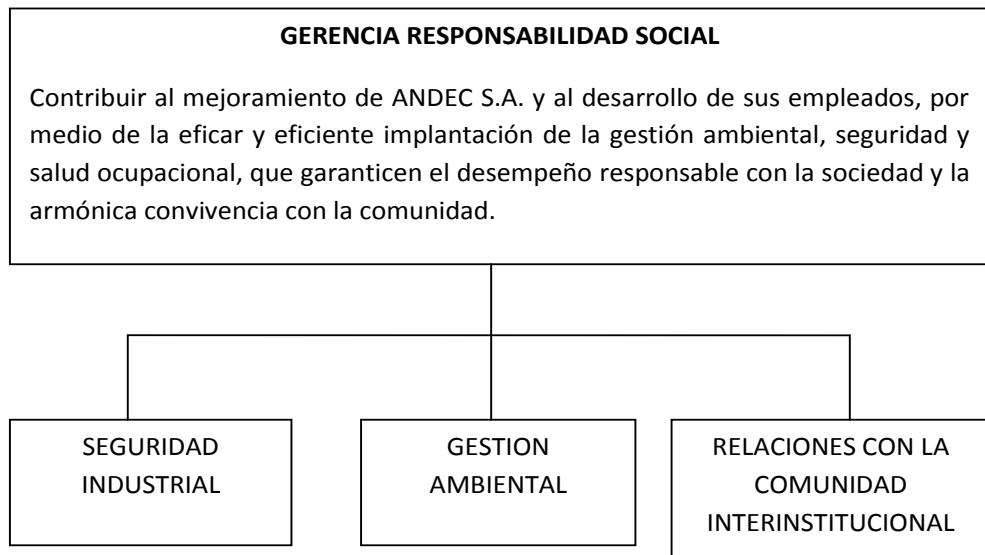 GERENCIA RESPONSABILIDAD SOCIAL
Contribuir al mejoramiento de ANDEC S.A. y al desarrollo de sus empleados, por
medio de la eficar y eficiente implantación de la gestión ambiental, seguridad y
salud ocupacional, que garanticen el desempeño responsable con la sociedad y la
armónica convivencia con la comunidad.
SEGURIDAD
INDUSTRIAL
GESTION
AMBIENTAL
RELACIONES CON LA
COMUNIDAD
INTERINSTITUCIONAL